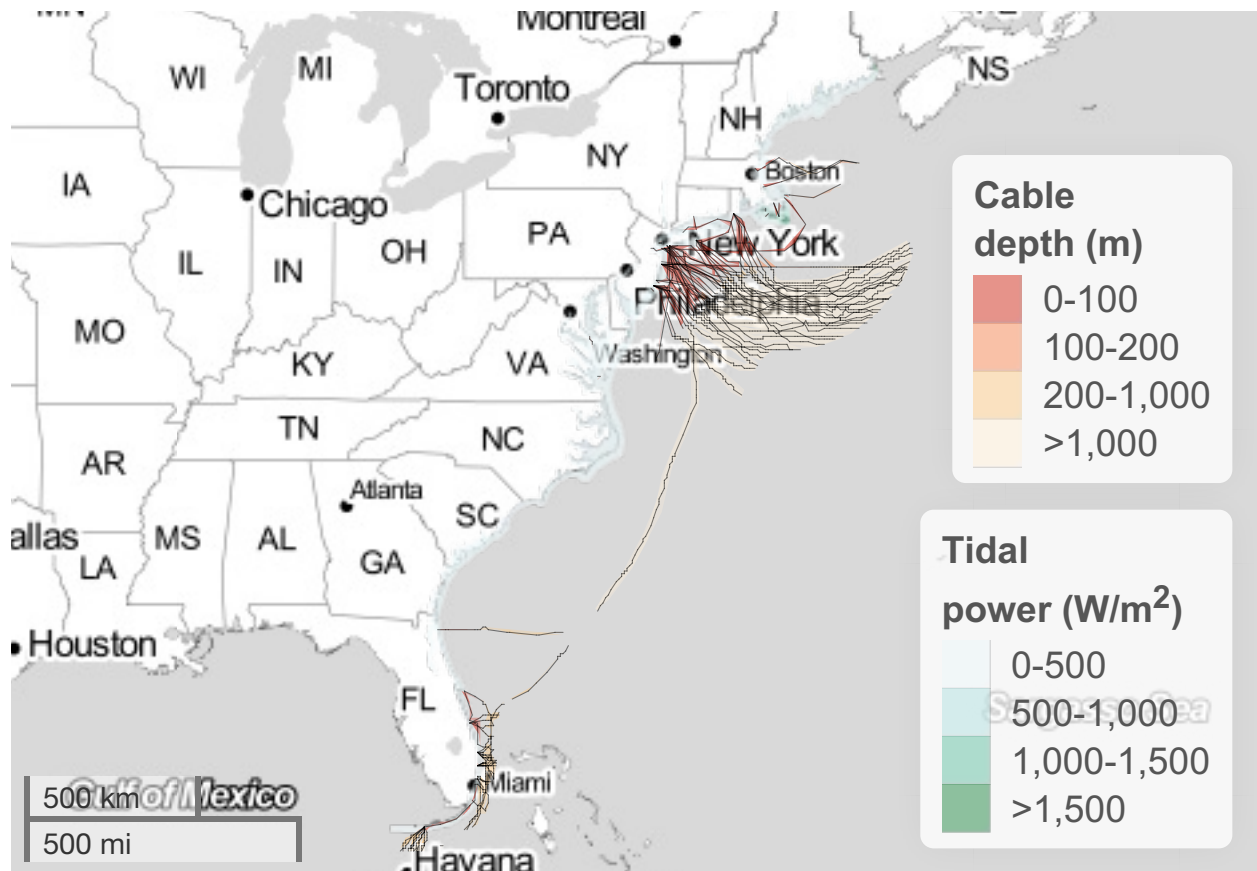 Montreal
WI
MI
NS
Toronto
NH
NY
IA
Boston
Chicago
PA
New York
IL
IN
OH
Philadelphia
MO
KY
VA
Washington
TN
NC
AR
Atlanta
SC
allas
MS
AL
GA
LA
Houston
FL
Miami
Gulf of Mexico
Havana
500 km
500 mi
Cable
depth (m)
0-100
100-200
200-1,000
>1,000
Tidal
power (W/m²)
0-500
500-1,000
1,000-1,500
>1,500
Sargasso Sea